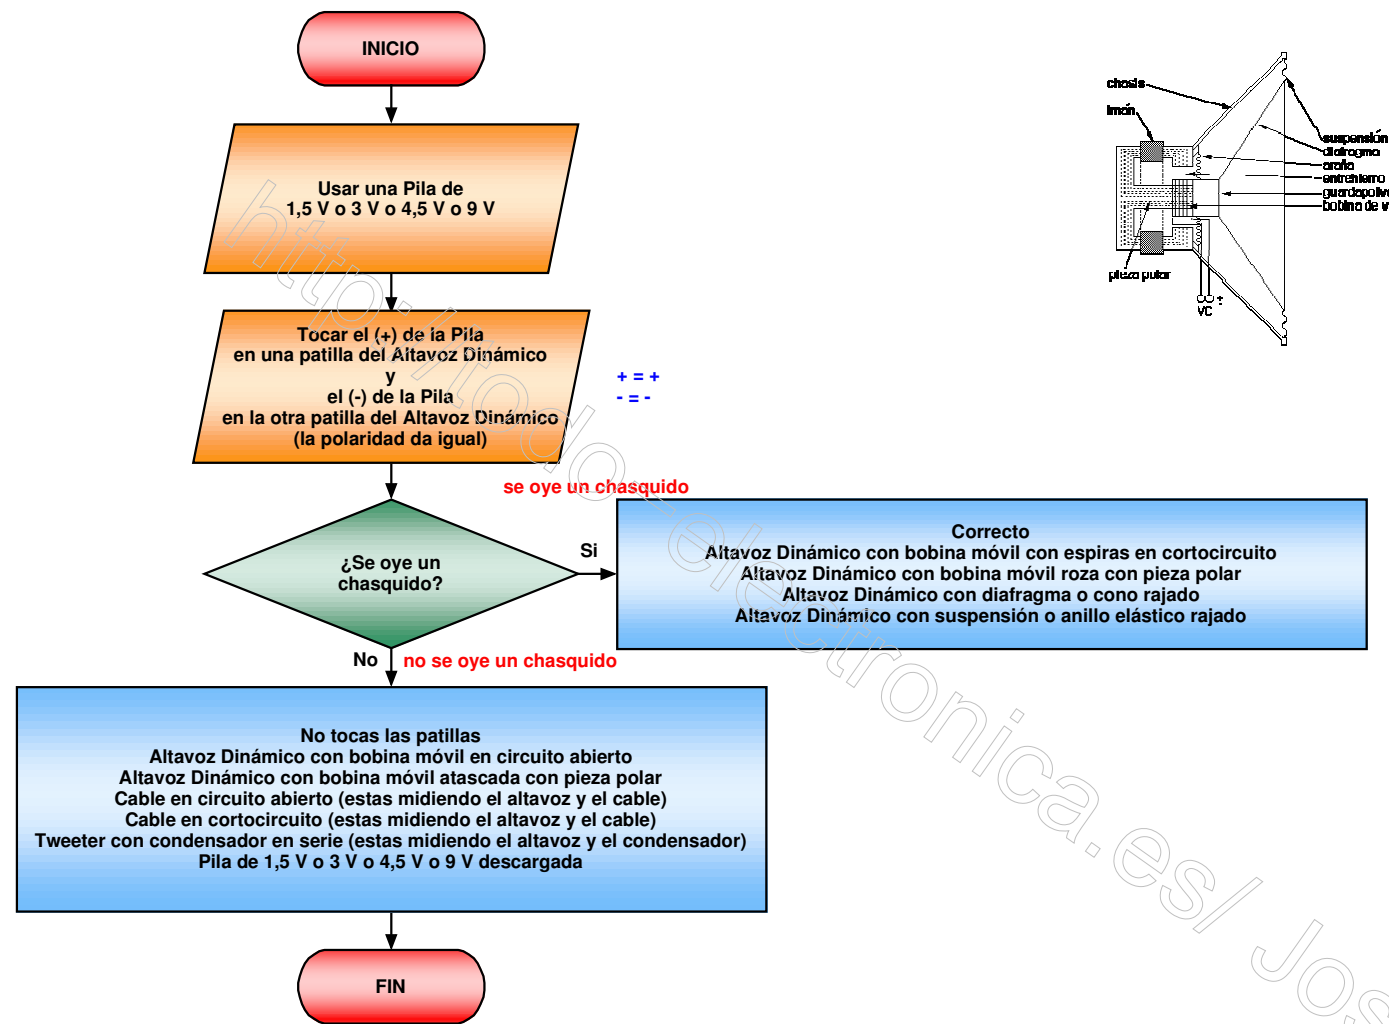 INICIO
Usar una Pila de
1,5 V o 3 V o 4,5 V o 9 V
Tocar el (+) de la Pila
en una patilla del Altavoz Dinámico
y
el (-) de la Pila
en la otra patilla del Altavoz Dinámico
(la polaridad da igual)
+ = +
- = -
¿Se oye un
chasquido?
Si
se oye un chasquido
Correcto
Altavoz Dinámico con bobina móvil con espiras en cortocircuito
Altavoz Dinámico con bobina móvil roza con pieza polar
Altavoz Dinámico con diafragma o cono rajado
Altavoz Dinámico con suspensión o anillo elástico rajado
No
no se oye un chasquido
No tocas las patillas
Altavoz Dinámico con bobina móvil en circuito abierto
Altavoz Dinámico con bobina móvil atascada con pieza polar
Cable en circuito abierto (estas midiendo el altavoz y el cable)
Cable en cortocircuito (estas midiendo el altavoz y el cable)
Tweeter con condensador en serie (estas midiendo el altavoz y el condensador)
Pila de 1,5 V o 3 V o 4,5 V o 9 V descargada
FIN
chasis
imán
suspensión
diafragma
araña
entrehierro
guardapolvo
bobina de v
pieza polar
VC
+
http://todo-electronica.es/ Jos